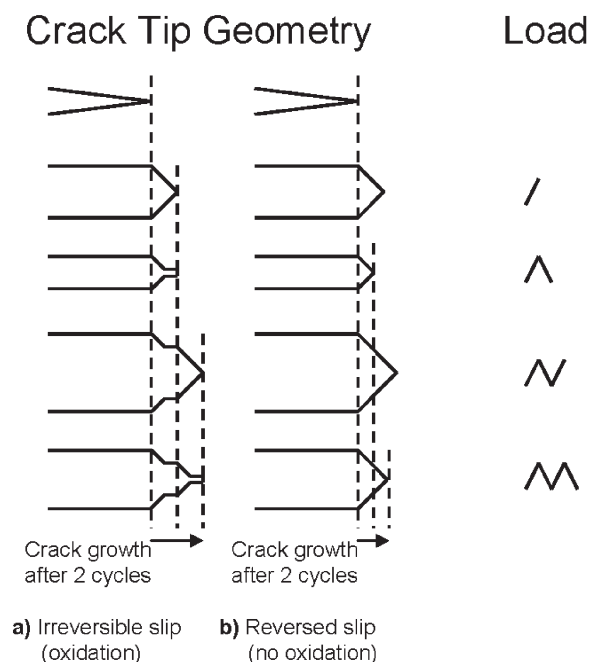 Crack Tip Geometry Load
Crack growth
after 2 cycles
Crack growth
after 2 cycles
a) Irreversible slip
(oxidation)
b) Reversed slip
(no oxidation)